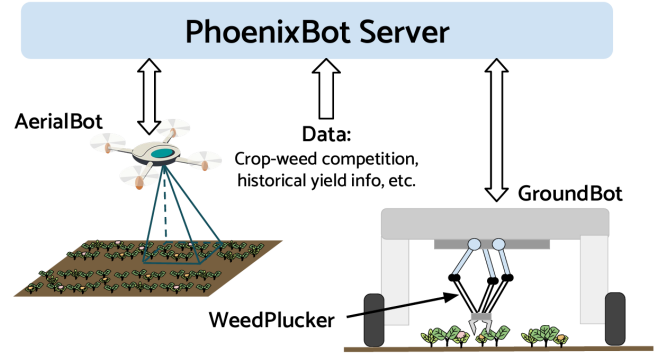 PhoenixBot Server
AerialBot
Data:
Crop-weed competition,
historical yield info, etc.
GroundBot
WeedPlucker